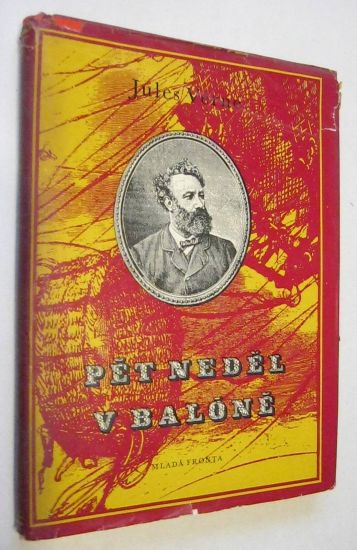 Jules Verne
PĚT NEDĚL
V BALÓNĚ
MLADÁ FRONTA